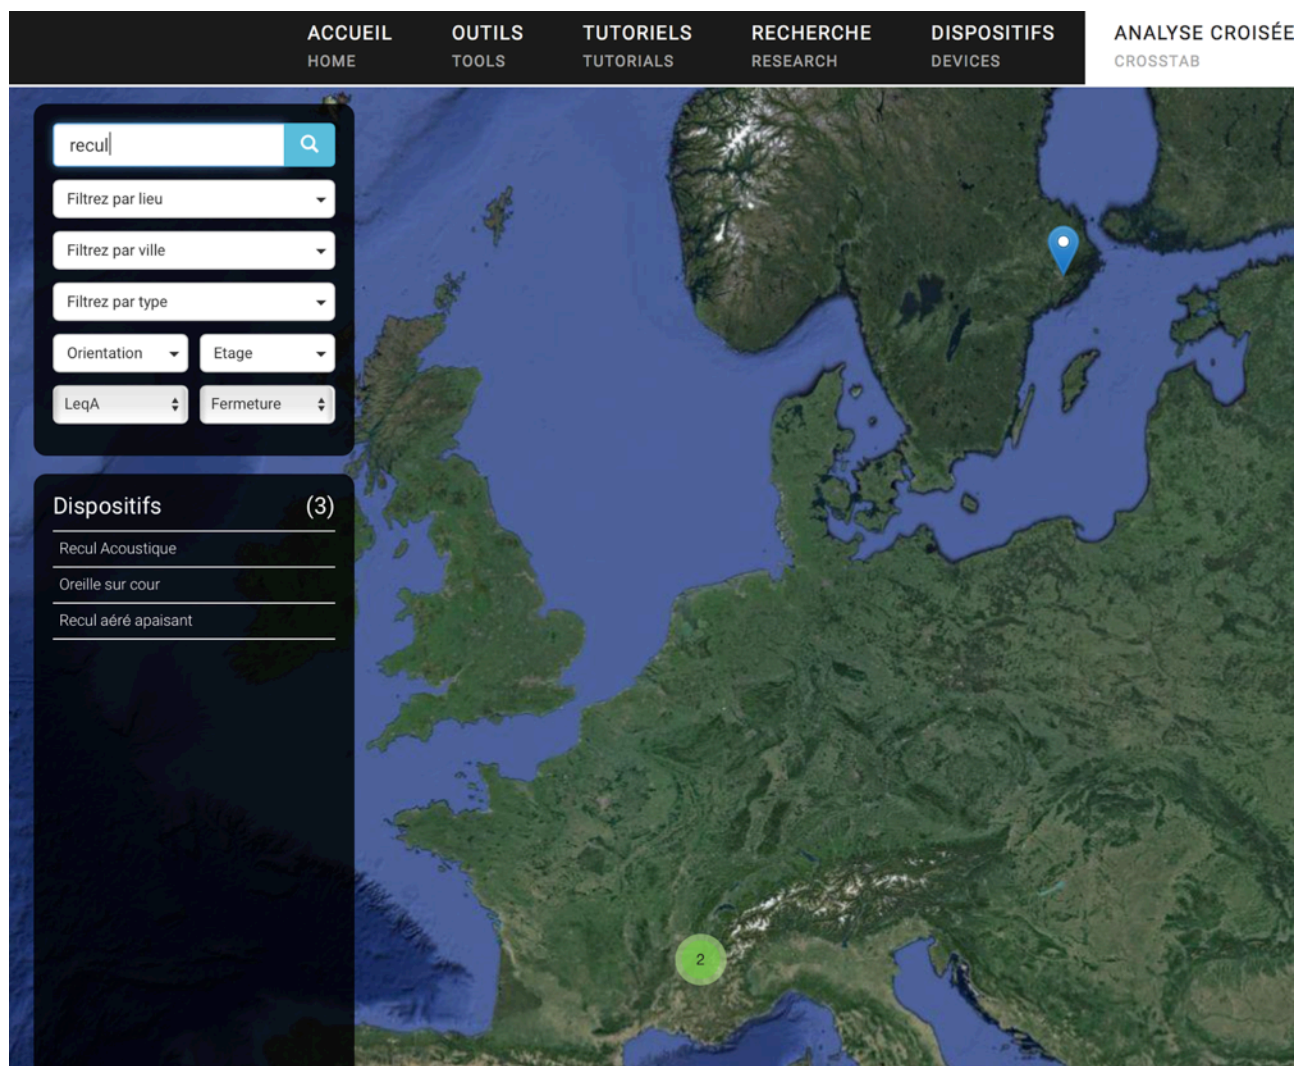 ACCUEIL OUTILS TUTORIELS RECHERCHE DISPOSITIFS ANALYSE CROISÉE
HOME TOOLS TUTORIALS RESEARCH DEVICES CROSSTAB
recul
Filtrez par lieu
Filtrez par ville
Filtrez par type
Orientation Etage
LeqA Fermeture
Dispositifs (3)
Recul Acoustique
Oreille sur cour
Recul aéré apaisant
2